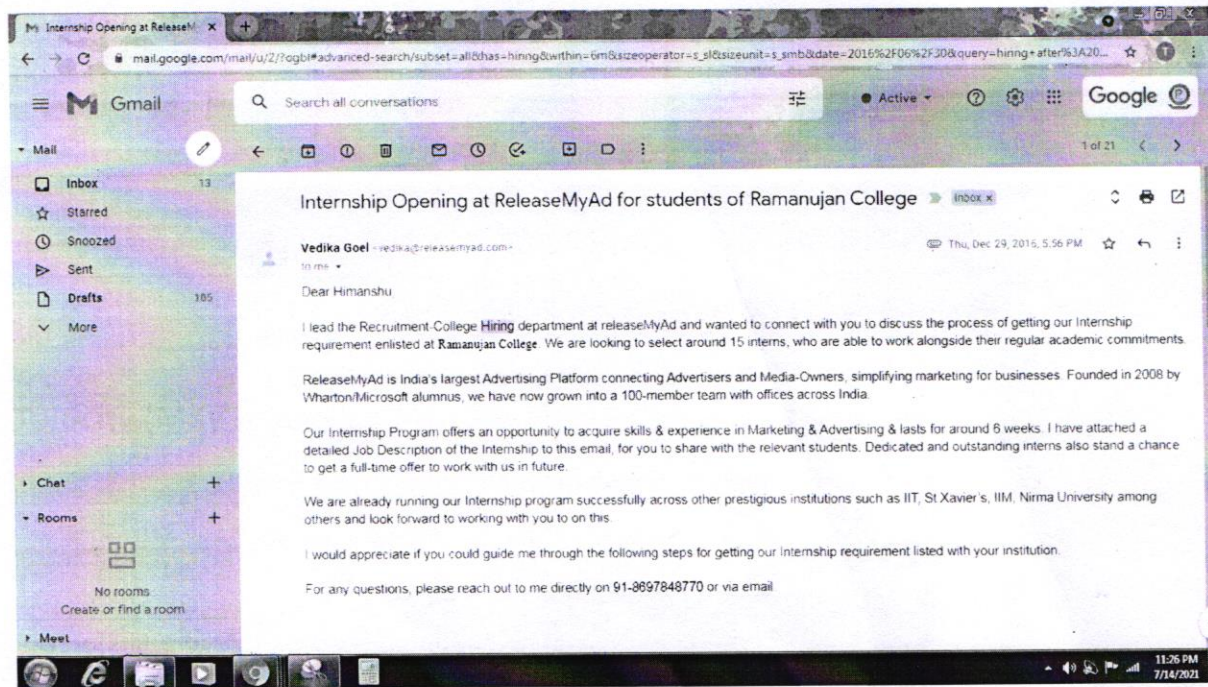 Internship Opening at ReleaseM
mail.google.com/mail/u/2/?ogbl#advanced-search/subset=all&has=hiring&within=6m&sizeoperator=s_sl&sizeunit=s_smb&date=2016%2F06%2F30&query=hiring+after%3A20...
Gmail
Search all conversations
Active
Google
Mail
1 of 21
Inbox 13
Starred
Snoozed
Sent
Drafts 105
More
Internship Opening at ReleaseMyAd for students of Ramanujan College Inbox x
Vedika Goel <vedika@releasemyad.com>
Thu, Dec 29, 2016, 5:56 PM
to me
Dear Himanshu
I lead the Recruitment-College Hiring department at releaseMyAd and wanted to connect with you to discuss the process of getting our Internship
requirement enlisted at Ramanujan College. We are looking to select around 15 interns, who are able to work alongside their regular academic commitments.
ReleaseMyAd is India's largest Advertising Platform connecting Advertisers and Media-Owners, simplifying marketing for businesses. Founded in 2008 by
Wharton/Microsoft alumnus, we have now grown into a 100-member team with offices across India.
Our Internship Program offers an opportunity to acquire skills & experience in Marketing & Advertising & lasts for around 6 weeks. I have attached a
detailed Job Description of the Internship to this email, for you to share with the relevant students. Dedicated and outstanding interns also stand a chance
to get a full-time offer to work with us in future.
We are already running our Internship program successfully across other prestigious institutions such as IIT, St Xavier's, IIM, Nirma University among
others and look forward to working with you to on this.
I would appreciate if you could guide me through the following steps for getting our Internship requirement listed with your institution.
For any questions, please reach out to me directly on 91-8697848770 or via email
Chat
Rooms
No rooms
Create or find a room
Meet
11:26 PM
7/14/2021